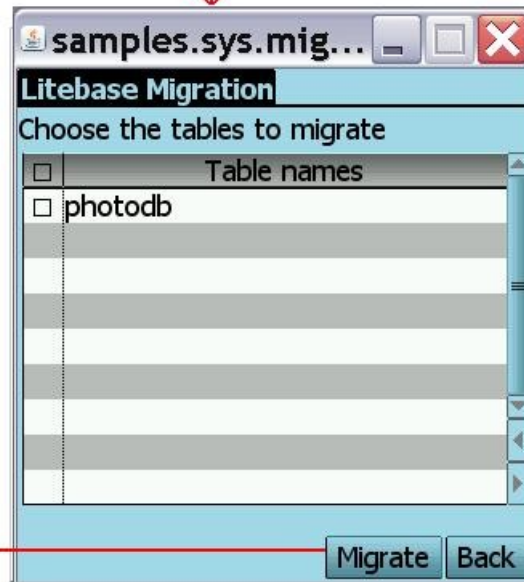 samples.sys.mig...
Litebase Migration
Choose the tables to migrate
Table names
photodb
Migrate Back